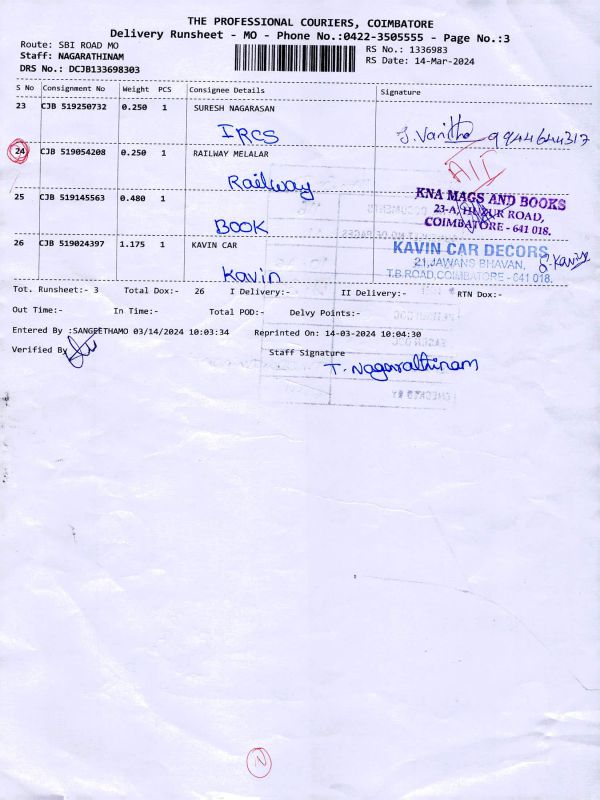 THE PROFESSIONAL COURIERS, COIMBATORE
Delivery Runsheet - MO - Phone No.:0422-3505555 - Page No.:3
Route: SBI ROAD MO RS No.: 1336983
Staff: NAGARATHINAM RS Date: 14-Mar-2024
DRS No.: DCJB133698303
S No Consignment No Weight PCS Consignee Details Signature
23 CJB 519250732 0.250 1 SURESH NAGARASAN
IRCS J. Vanitha 9944644317
24 CJB 519054208 0.250 1 RAILWAY MELALAR
Railway
25 CJB 519145563 0.480 1 KNA MAGS AND BOOKS
23-A, HUZUR ROAD,
BOOK COIMBATORE - 641 018.
26 CJB 519024397 1.175 1 KAVIN CAR KAVIN CAR DECORS
21, JAWANS BHAVAN, S. Kavin
Kavin T.B.ROAD, COIMBATORE - 641 018.
Tot. Runsheet:- 3 Total Dox:- 26 I Delivery:- II Delivery:- RTN Dox:-
Out Time:- In Time:- Total POD:- Delvy Points:-
Entered By :SANGEETHAMO 03/14/2024 10:03:34 Reprinted On: 14-03-2024 10:04:30
Verified By Staff Signature
T. Nagarathinam